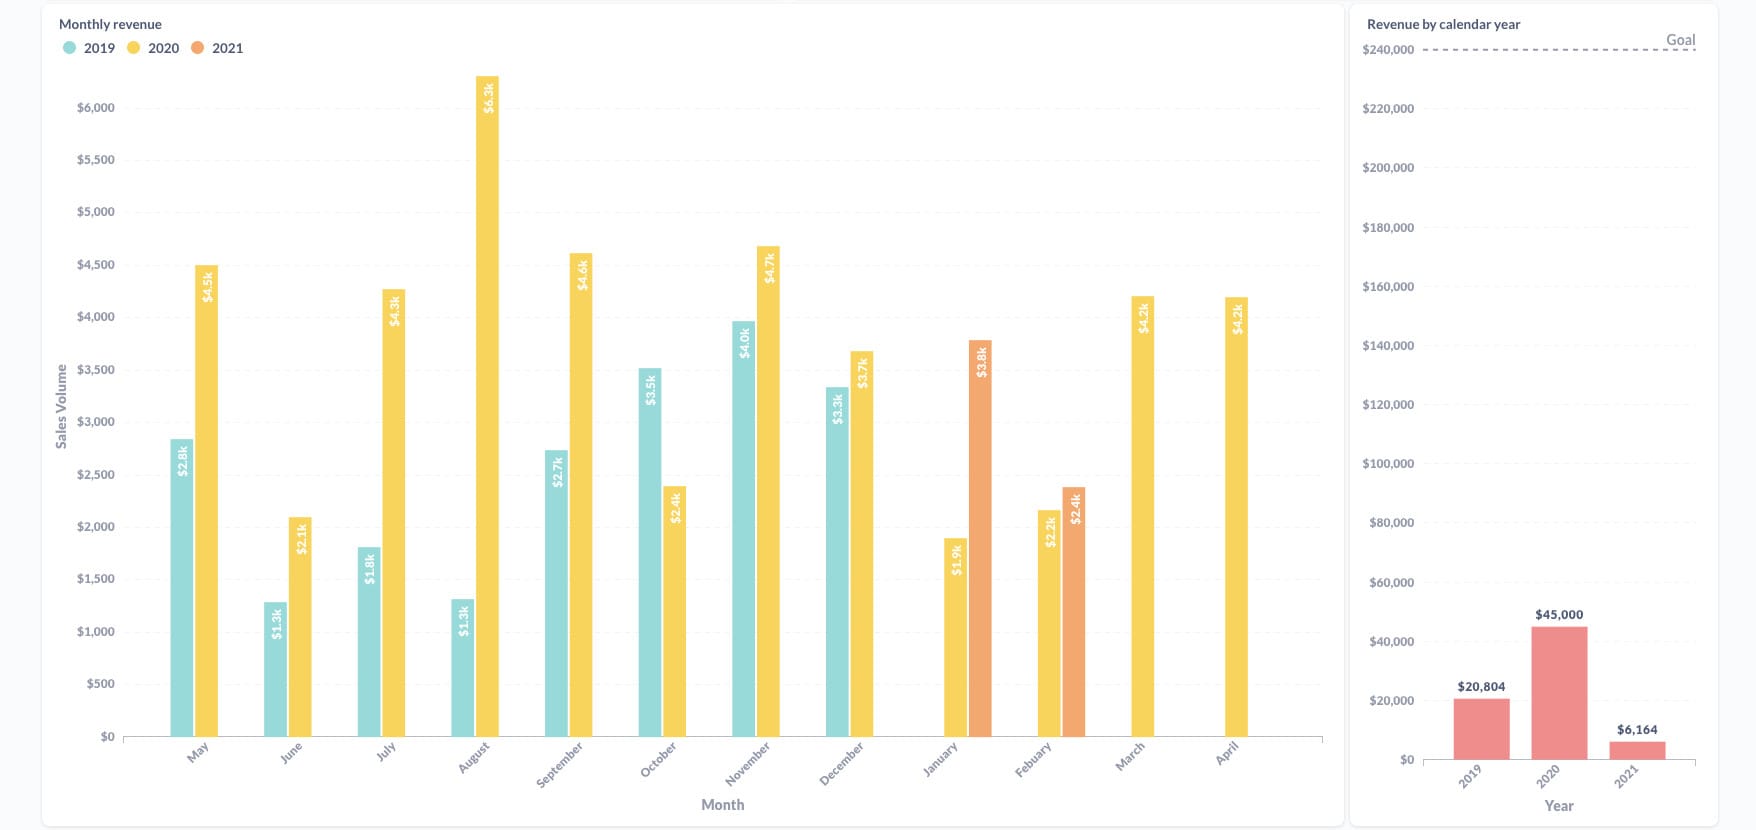 Monthly revenue
2019 2020 2021
Sales Volume
$6,000
$5,500
$5,000
$4,500
$4,000
$3,500
$3,000
$2,500
$2,000
$1,500
$1,000
$500
$0
$2.8k
$4.5k
$1.3k
$2.1k
$1.8k
$4.3k
$1.3k
$6.3k
$2.7k
$4.6k
$3.5k
$2.4k
$4.0k
$4.7k
$3.3k
$3.7k
$1.9k
$3.8k
$2.2k
$2.4k
$4.2k
$4.2k
May
June
July
August
September
October
November
December
January
Febuary
March
April
Month
Revenue by calendar year
Goal
$240,000
$220,000
$200,000
$180,000
$160,000
$140,000
$120,000
$100,000
$80,000
$60,000
$40,000
$20,000
$0
$20,804
$45,000
$6,164
2019
2020
2021
Year